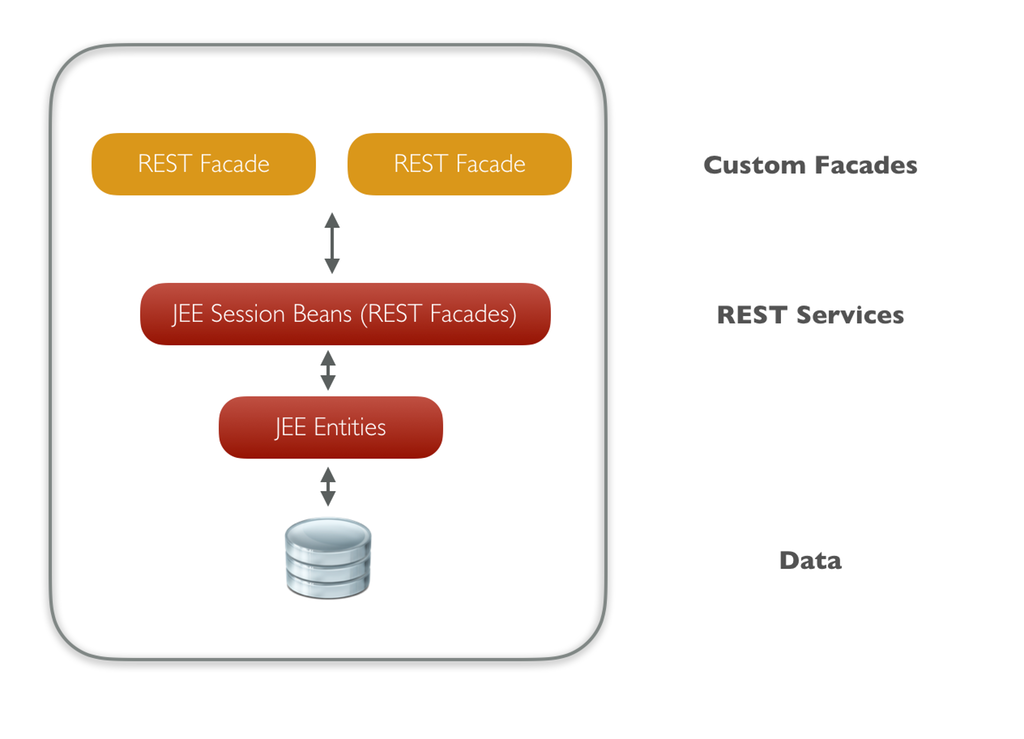 REST Facade
REST Facade
Custom Facades
JEE Session Beans (REST Facades)
REST Services
JEE Entities
Data